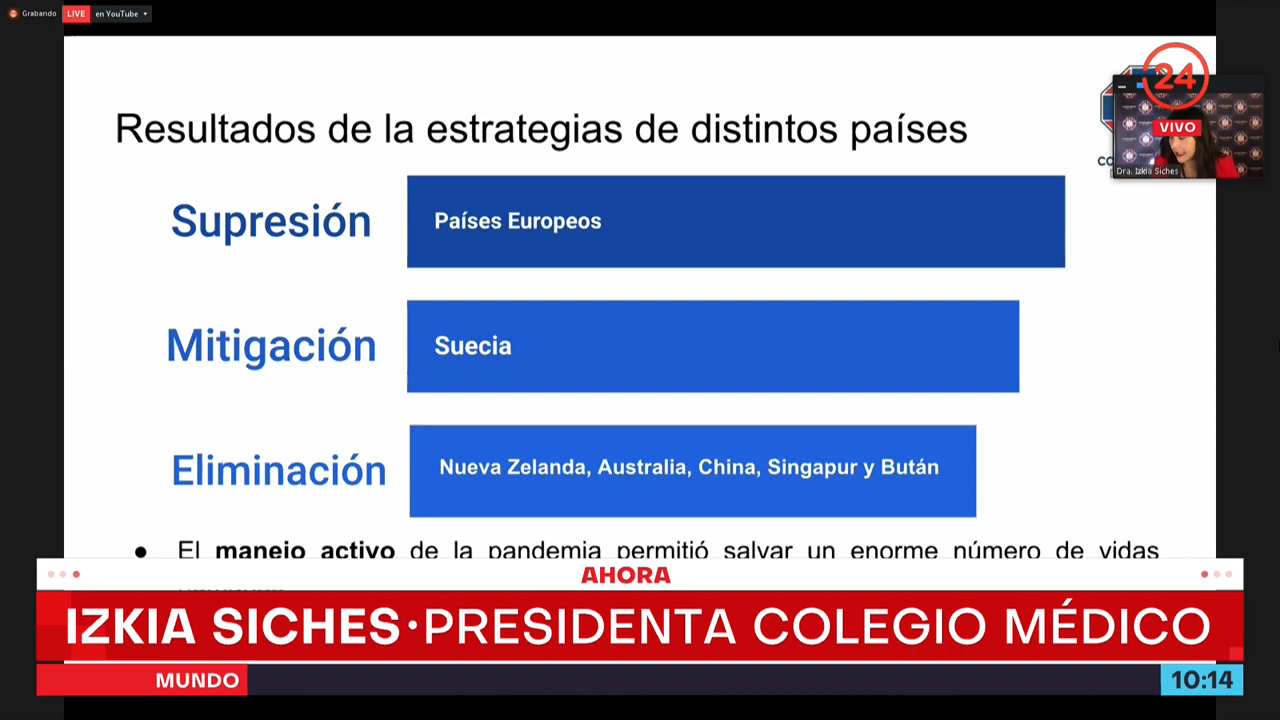 Grabando LIVE en YouTube
24
VIVO
Dra. Izkia Siches
Resultados de la estrategias de distintos países
Supresión
Países Europeos
Mitigación
Suecia
Eliminación
Nueva Zelanda, Australia, China, Singapur y Bután
● El manejo activo de la pandemia permitió salvar un enorme número de vidas
AHORA
IZKIA SICHES·PRESIDENTA COLEGIO MÉDICO
MUNDO
10:14